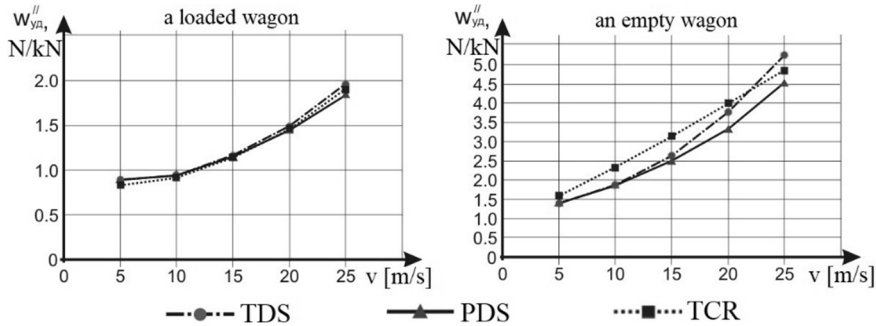 w″уд, a loaded wagon
N/kN
2.0
1.5
1.0
0.5
0
0 5 10 15 20 25 v [m/s]
w″уд, an empty wagon
N/kN
5.0
4.5
4.0
3.5
3.0
2.5
2.0
1.5
1.0
0.5
0
0 5 10 15 20 25 v [m/s]
TDS PDS TCR